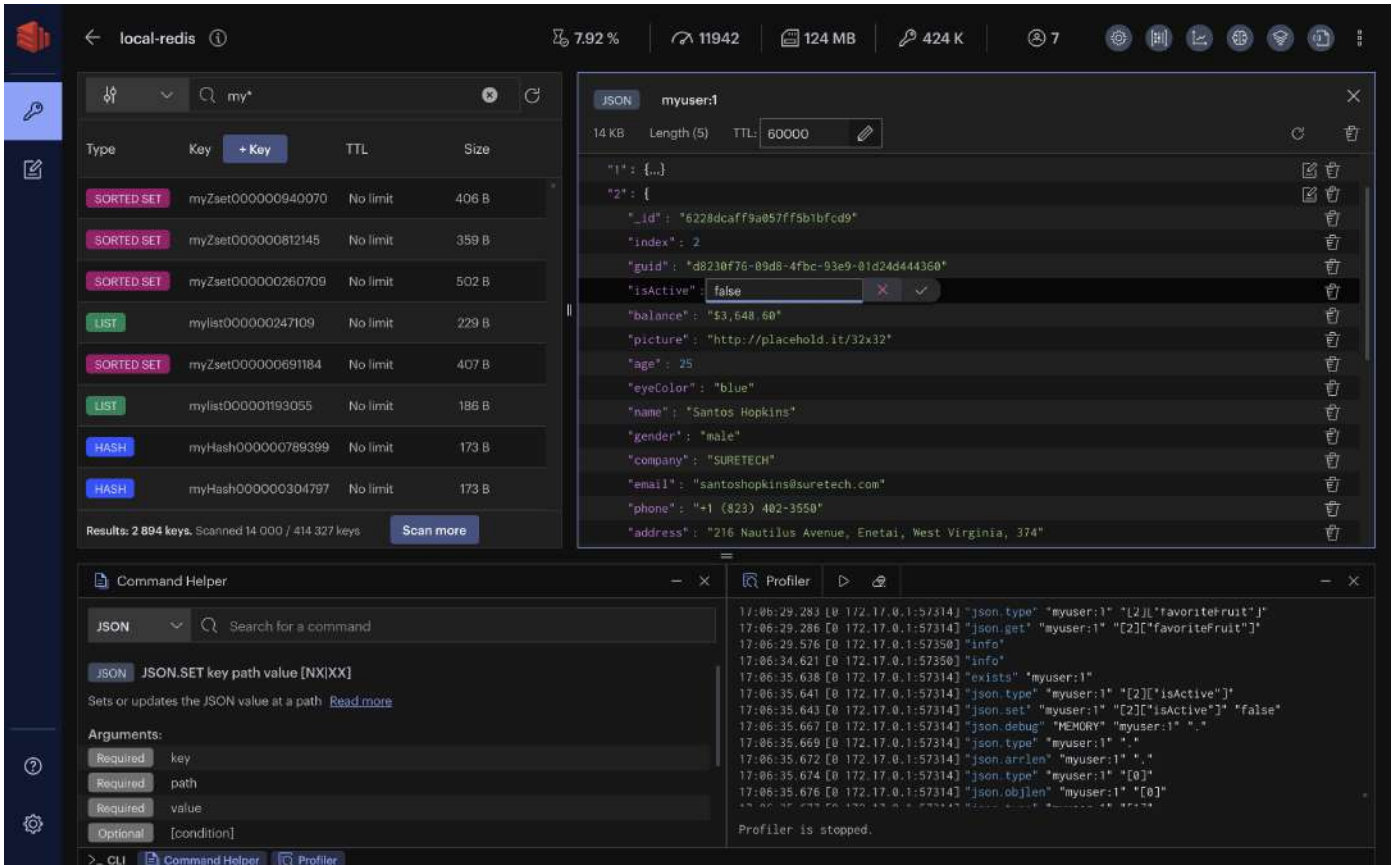 local-redis
7.92 %
11942
124 MB
424 K
7
my*
Type Key + Key TTL Size
SORTED SET myZset000000940070 No limit 406 B
SORTED SET myZset000000812145 No limit 359 B
SORTED SET myZset000000260709 No limit 502 B
LIST mylist000000247109 No limit 229 B
SORTED SET myZset000000691184 No limit 407 B
LIST mylist000001193055 No limit 186 B
HASH myHash000000789399 No limit 173 B
HASH myHash000000304797 No limit 173 B
Results: 2 894 keys. Scanned 14 000 / 414 327 keys Scan more
JSON myuser:1
14 KB Length (5) TTL: 60000
"1" : {...}
"2" : {
"_id" : "6228dcaff9a057ff5b1bfcd9"
"index" : 2
"guid" : "d8230f76-09d8-4fbc-93e9-01d24d444360"
"isActive" : false
"balance" : "$3,648.60"
"picture" : "http://placehold.it/32x32"
"age" : 25
"eyeColor" : "blue"
"name" : "Santos Hopkins"
"gender" : "male"
"company" : "SURETECH"
"email" : "santoshopkins@suretech.com"
"phone" : "+1 (823) 402-3550"
"address" : "216 Nautilus Avenue, Enetai, West Virginia, 374"
Command Helper
JSON Search for a command
JSON JSON.SET key path value [NX|XX]
Sets or updates the JSON value at a path Read more
Arguments:
Required key
Required path
Required value
Optional [condition]
Profiler
17:06:29.283 [0 172.17.0.1:57314] "json.type" "myuser:1" "[2]["favoriteFruit"]"
17:06:29.286 [0 172.17.0.1:57314] "json.get" "myuser:1" "[2]["favoriteFruit"]"
17:06:29.576 [0 172.17.0.1:57350] "info"
17:06:34.621 [0 172.17.0.1:57350] "info"
17:06:35.638 [0 172.17.0.1:57314] "exists" "myuser:1"
17:06:35.641 [0 172.17.0.1:57314] "json.type" "myuser:1" "[2]["isActive"]"
17:06:35.643 [0 172.17.0.1:57314] "json.set" "myuser:1" "[2]["isActive"]" "false"
17:06:35.667 [0 172.17.0.1:57314] "json.debug" "MEMORY" "myuser:1" "."
17:06:35.669 [0 172.17.0.1:57314] "json.type" "myuser:1" "."
17:06:35.672 [0 172.17.0.1:57314] "json.arrlen" "myuser:1" "."
17:06:35.674 [0 172.17.0.1:57314] "json.type" "myuser:1" "[0]"
17:06:35.676 [0 172.17.0.1:57314] "json.objlen" "myuser:1" "[0]"
Profiler is stopped.
>_ CLI Command Helper Profiler